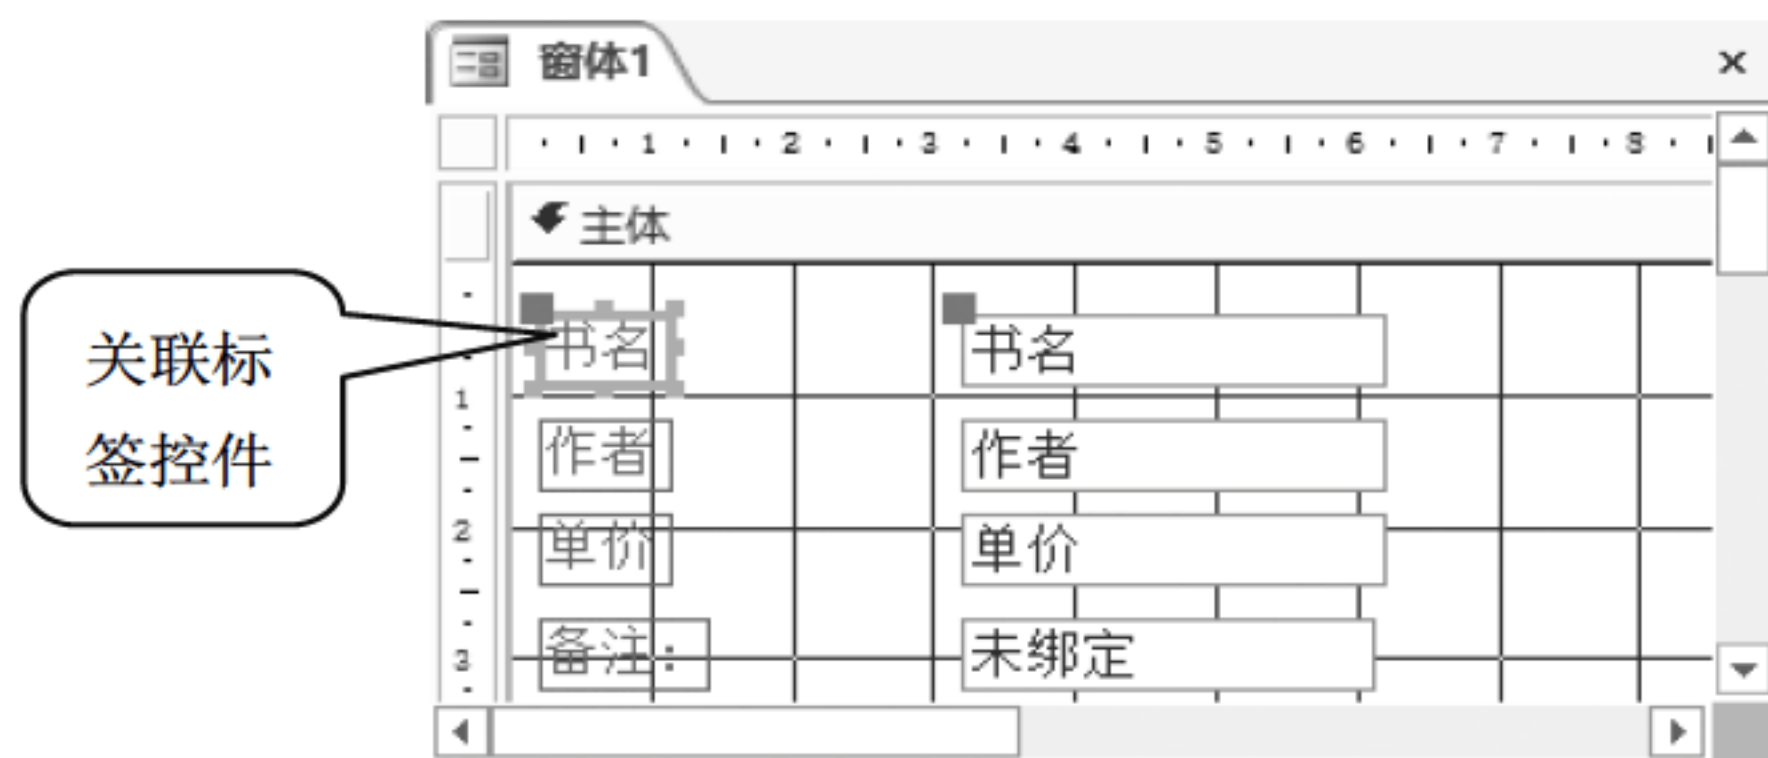 窗体1
1 2 3 4 5 6 7 8
主体
关联标
签控件
书名 书名
1
作者 作者
2
单价 单价
3
备注： 未绑定